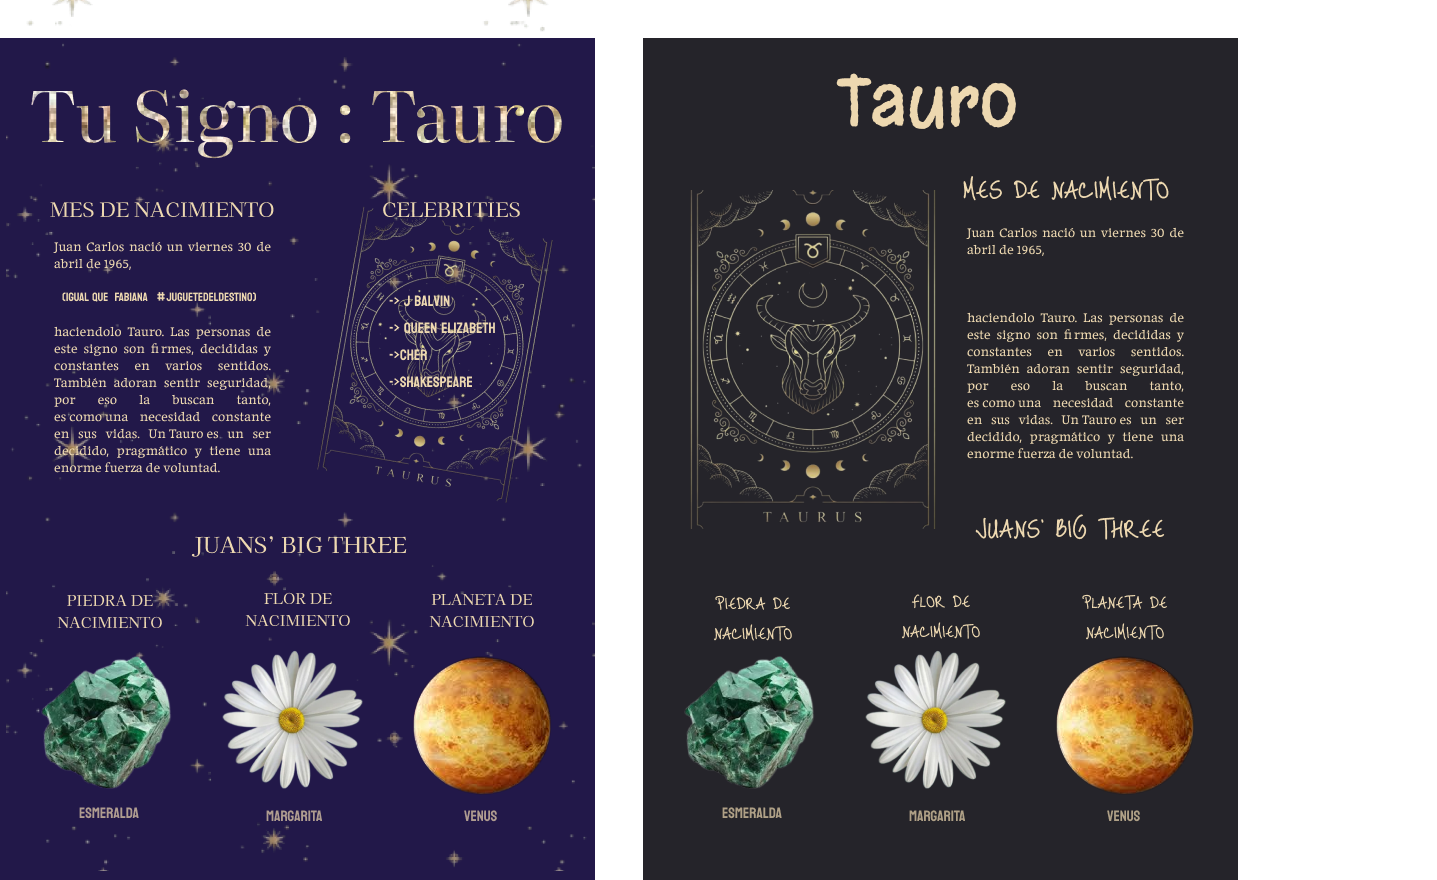 Tu Signo : Tauro
MES DE NACIMIENTO
Juan Carlos nació un viernes 30 de
abril de 1965,
(IGUAL QUE FABIANA #JUGUETEDELDESTINO)
haciendolo Tauro. Las personas de
este signo son firmes, decididas y
constantes en varios sentidos.
También adoran sentir seguridad,
por eso la buscan tanto,
es como una necesidad constante
en sus vidas. Un Tauro es un ser
decidido, pragmático y tiene una
enorme fuerza de voluntad.
CELEBRITIES
-> J BALVIN
-> QUEEN ELIZABETH
->CHER
->SHAKESPEARE
TAURUS
JUANS’ BIG THREE
PIEDRA DE
NACIMIENTO
FLOR DE
NACIMIENTO
PLANETA DE
NACIMIENTO
ESMERALDA
MARGARITA
VENUS
Tauro
TAURUS
MES DE NACIMIENTO
Juan Carlos nació un viernes 30 de
abril de 1965,
haciendolo Tauro. Las personas de
este signo son firmes, decididas y
constantes en varios sentidos.
También adoran sentir seguridad,
por eso la buscan tanto,
es como una necesidad constante
en sus vidas. Un Tauro es un ser
decidido, pragmático y tiene una
enorme fuerza de voluntad.
JUANS’ BIG THREE
PIEDRA DE
NACIMIENTO
FLOR DE
NACIMIENTO
PLANETA DE
NACIMIENTO
ESMERALDA
MARGARITA
VENUS